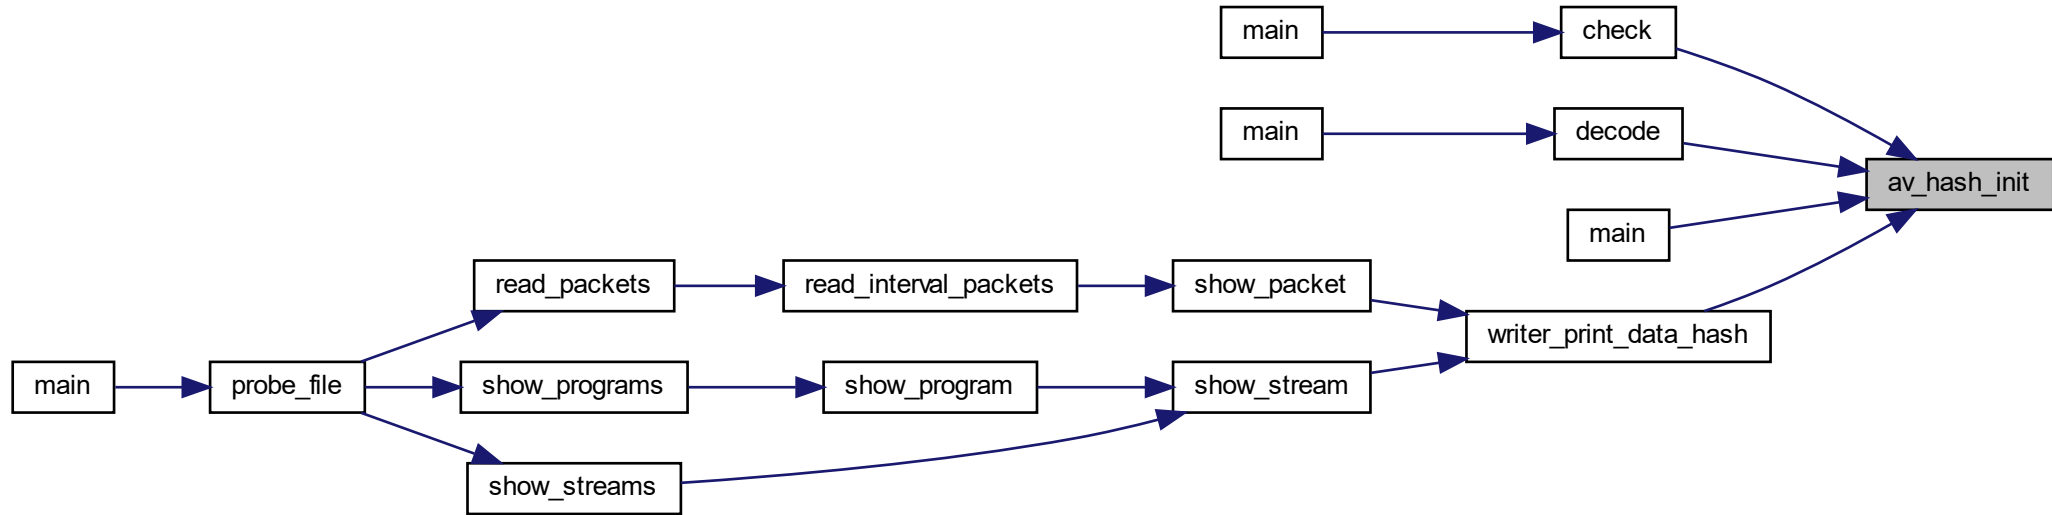 main
check
main
decode
av_hash_init
main
read_packets
read_interval_packets
show_packet
writer_print_data_hash
main
probe_file
show_programs
show_program
show_stream
show_streams